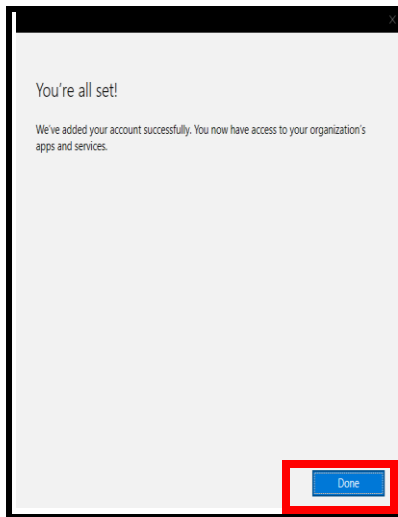 X
You're all set!
We've added your account successfully. You now have access to your organization's
apps and services.
Done